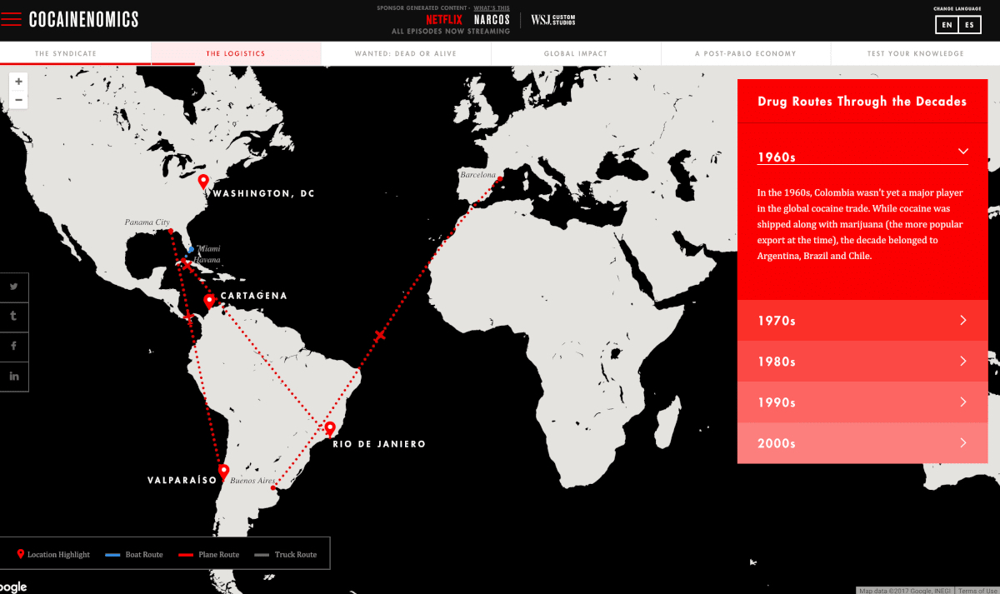 COCAINENOMICS
SPONSOR GENERATED CONTENT - WHAT'S THIS
NETFLIX NARCOS
ALL EPISODES NOW STREAMING
WSJ. CUSTOM STUDIOS
CHANGE LANGUAGE
EN ES
THE SYNDICATE
THE LOGISTICS
WANTED: DEAD OR ALIVE
GLOBAL IMPACT
A POST-PABLO ECONOMY
TEST YOUR KNOWLEDGE
+
−
Drug Routes Through the Decades
1960s
In the 1960s, Colombia wasn't yet a major player
in the global cocaine trade. While cocaine was
shipped along with marijuana (the more popular
export at the time), the decade belonged to
Argentina, Brazil and Chile.
1970s
1980s
1990s
2000s
Barcelona
WASHINGTON, DC
Panama City
Miami
Havana
CARTAGENA
RIO DE JANIERO
VALPARAÍSO
Buenos Aires
t
f
in
Location Highlight
Boat Route
Plane Route
Truck Route
oogle
Map data ©2017 Google, INEGI
Terms of Use